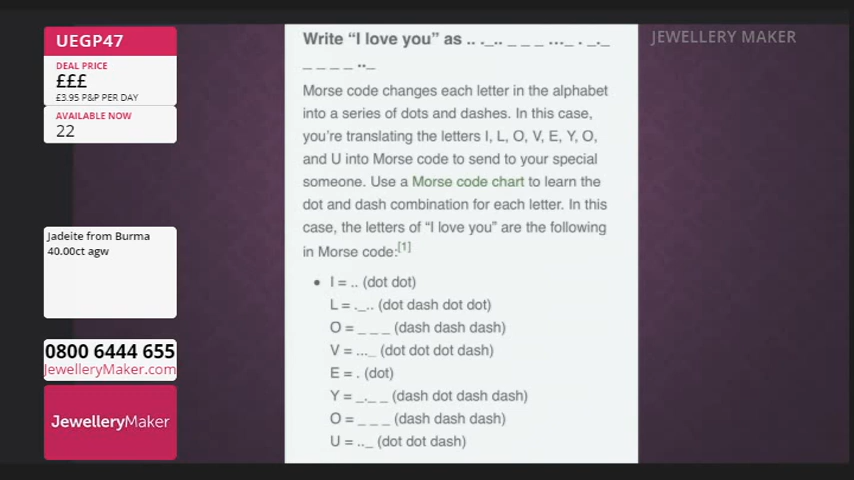 UEGP47
DEAL PRICE
£££
£3.95 P&P PER DAY
AVAILABLE NOW
22
Jadeite from Burma
40.00ct agw
0800 6444 655
JewelleryMaker.com
JewelleryMaker
Write “I love you” as .. ._.. _ _ _ ..._ . _._
_ _ _ _ .._
Morse code changes each letter in the alphabet
into a series of dots and dashes. In this case,
you’re translating the letters I, L, O, V, E, Y, O,
and U into Morse code to send to your special
someone. Use a Morse code chart to learn the
dot and dash combination for each letter. In this
case, the letters of “I love you” are the following
in Morse code:[1]
• I = .. (dot dot)
L = ._.. (dot dash dot dot)
O = _ _ _ (dash dash dash)
V = ..._ (dot dot dot dash)
E = . (dot)
Y = _._ _ (dash dot dash dash)
O = _ _ _ (dash dash dash)
U = .._ (dot dot dash)
JEWELLERY MAKER